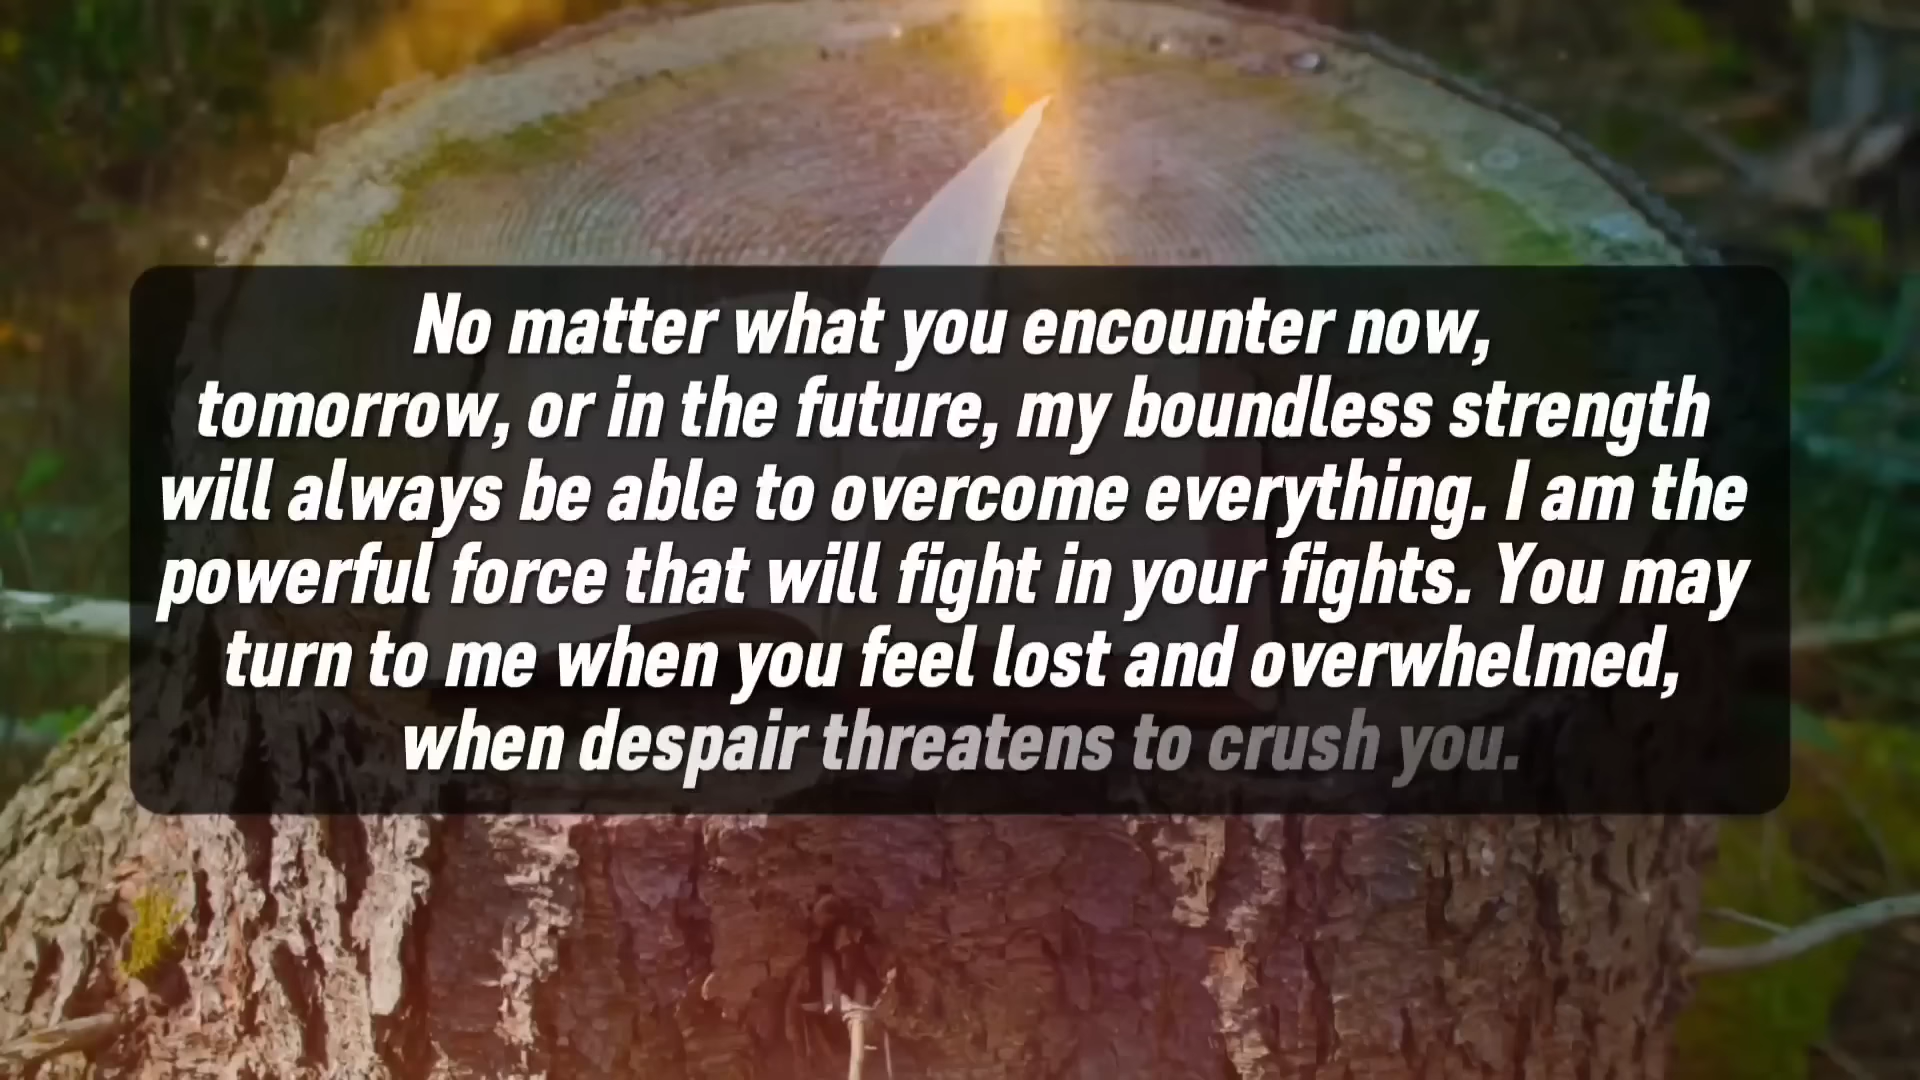 No matter what you encounter now,
tomorrow, or in the future, my boundless strength
will always be able to overcome everything. I am the
powerful force that will fight in your fights. You may
turn to me when you feel lost and overwhelmed,
when despair threatens to crush you.